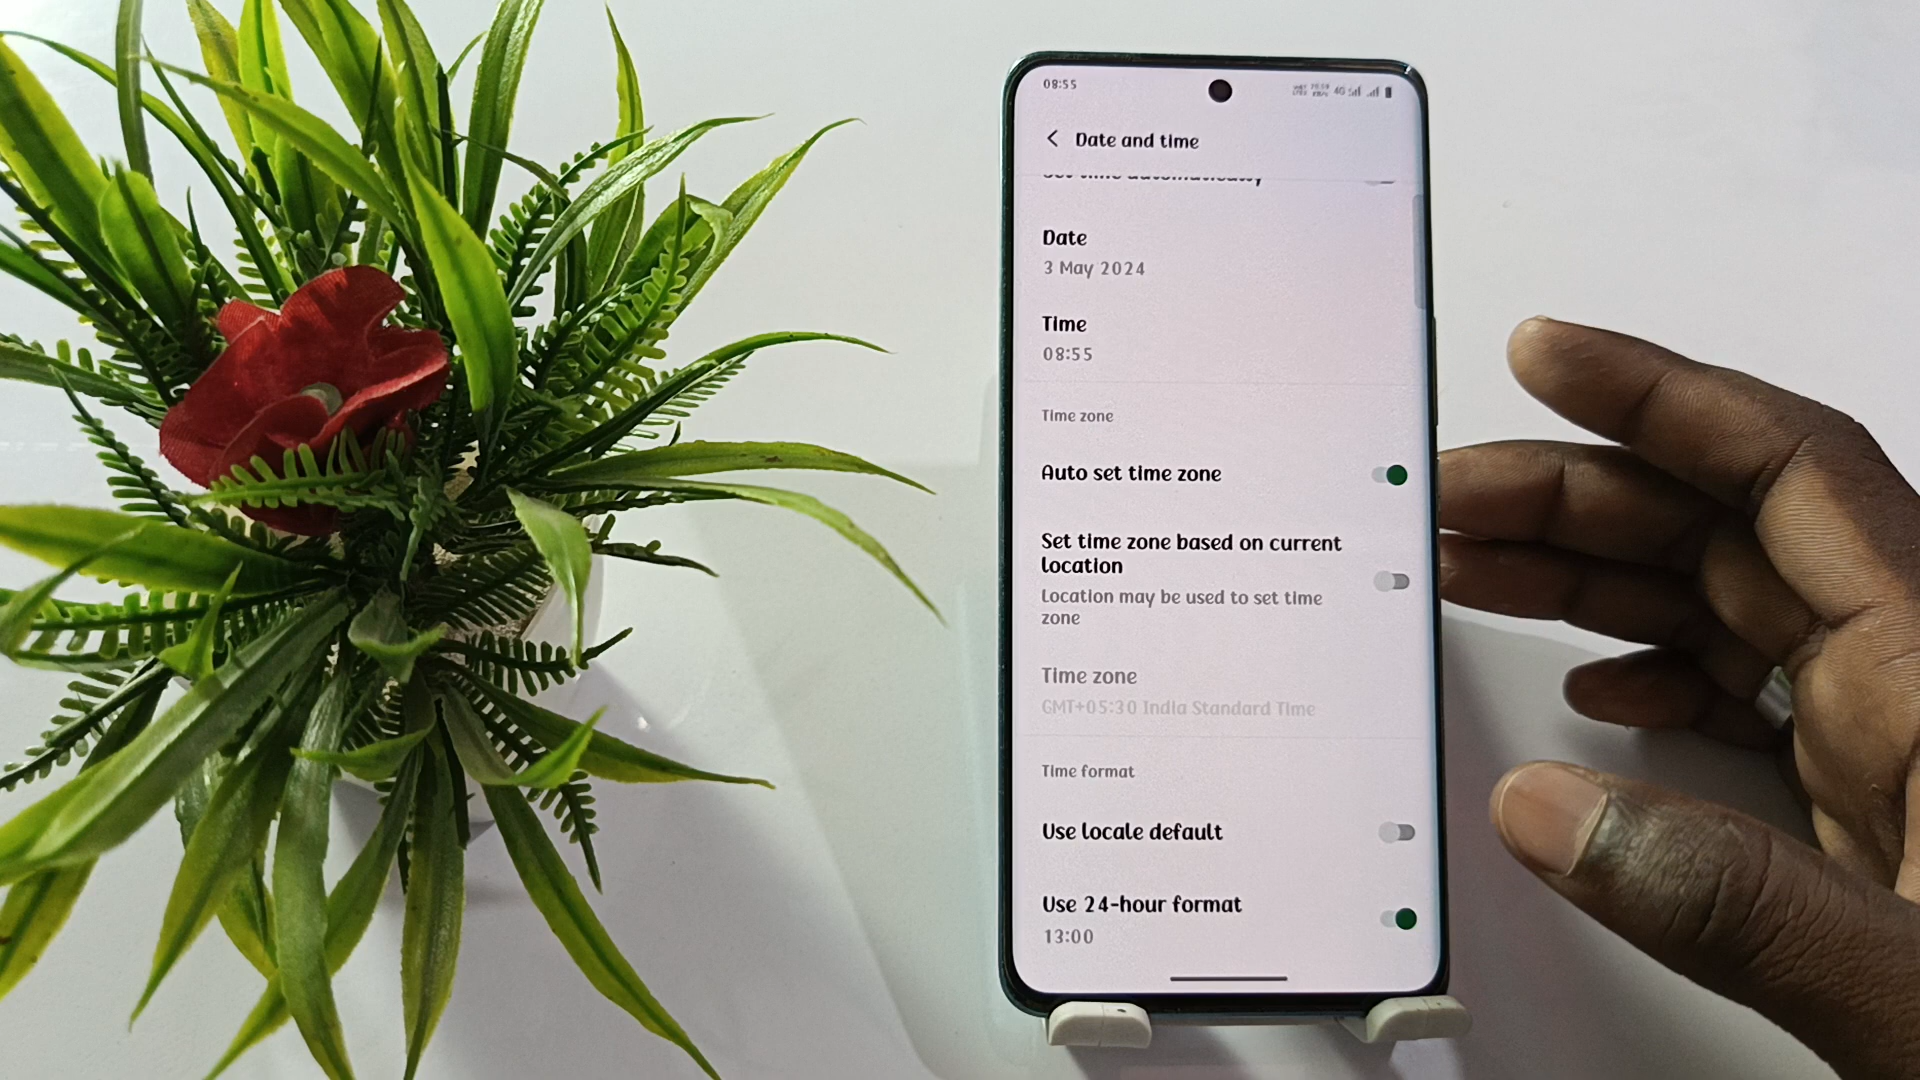 08:55
4G
Date and time
Date
3 May 2024
Time
08:55
Time zone
Auto set time zone
Set time zone based on current
location
Location may be used to set time
zone
Time zone
GMT+05:30 India Standard Time
Time format
Use locale default
Use 24-hour format
13:00